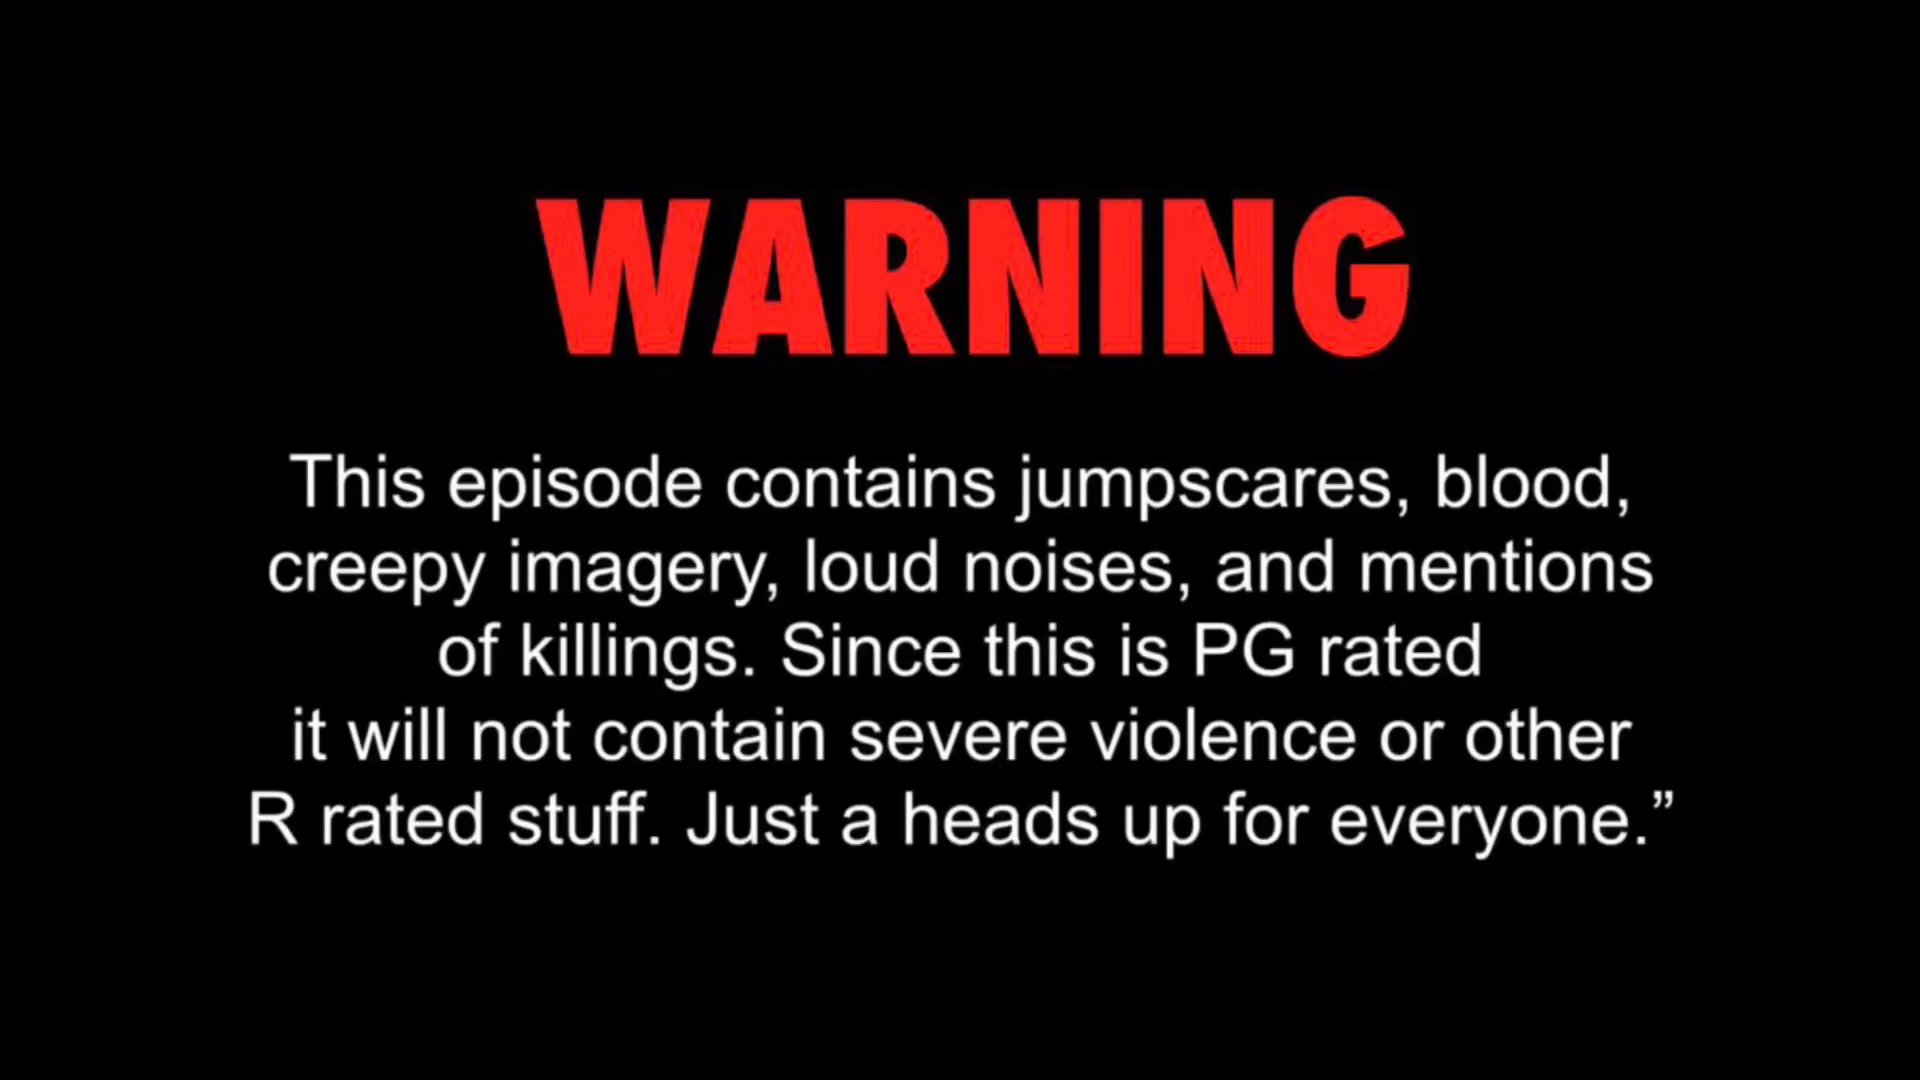 WARNING
This episode contains jumpscares, blood,
creepy imagery, loud noises, and mentions
of killings. Since this is PG rated
it will not contain severe violence or other
R rated stuff. Just a heads up for everyone.”